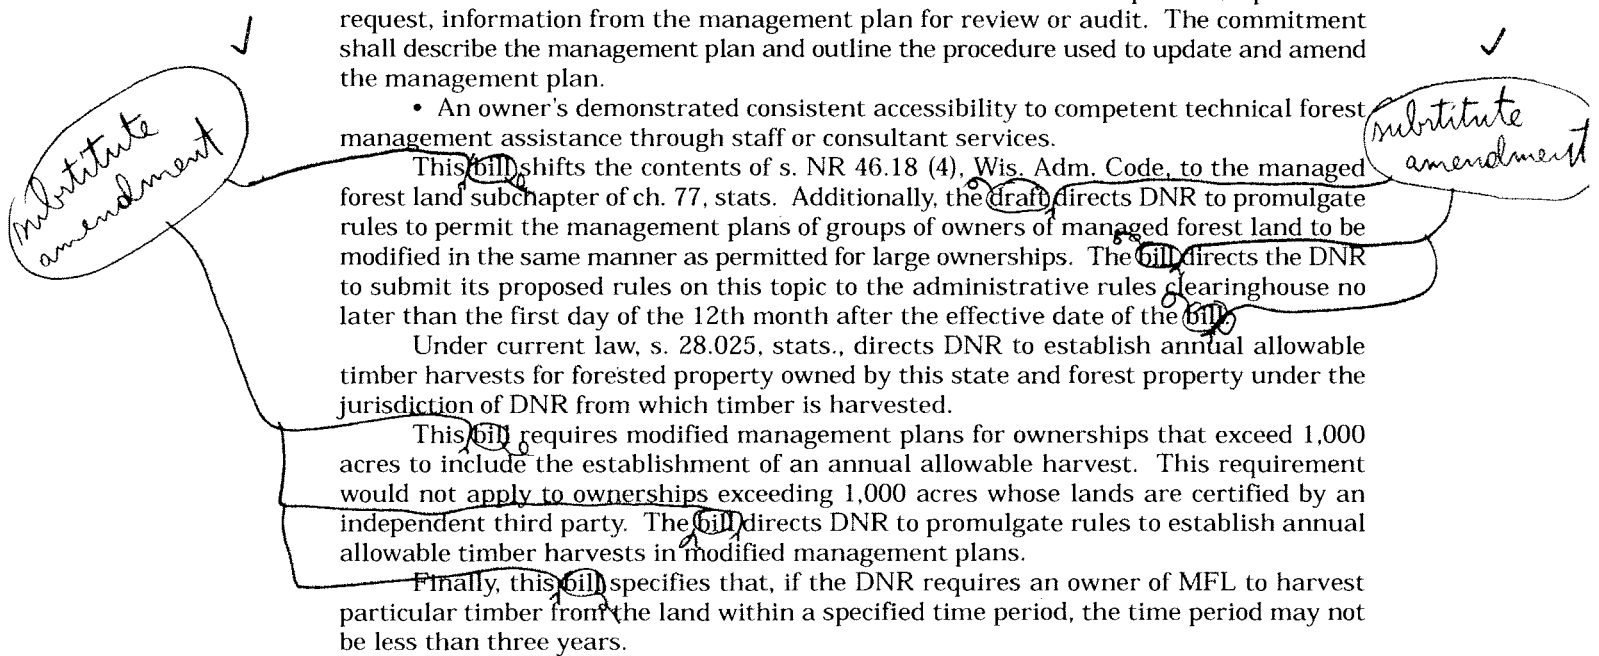 request, information from the management plan for review or audit. The commitment
shall describe the management plan and outline the procedure used to update and amend
the management plan.
• An owner's demonstrated consistent accessibility to competent technical forest
management assistance through staff or consultant services.
substitute
amendment
substitute
amendment
This bill shifts the contents of s. NR 46.18 (4), Wis. Adm. Code, to the managed
forest land subchapter of ch. 77, stats. Additionally, the draft directs DNR to promulgate
rules to permit the management plans of groups of owners of managed forest land to be
modified in the same manner as permitted for large ownerships. The bill directs the DNR
to submit its proposed rules on this topic to the administrative rules clearinghouse no
later than the first day of the 12th month after the effective date of the bill.
Under current law, s. 28.025, stats., directs DNR to establish annual allowable
timber harvests for forested property owned by this state and forest property under the
jurisdiction of DNR from which timber is harvested.
This bill requires modified management plans for ownerships that exceed 1,000
acres to include the establishment of an annual allowable harvest. This requirement
would not apply to ownerships exceeding 1,000 acres whose lands are certified by an
independent third party. The bill directs DNR to promulgate rules to establish annual
allowable timber harvests in modified management plans.
Finally, this bill specifies that, if the DNR requires an owner of MFL to harvest
particular timber from the land within a specified time period, the time period may not
be less than three years.